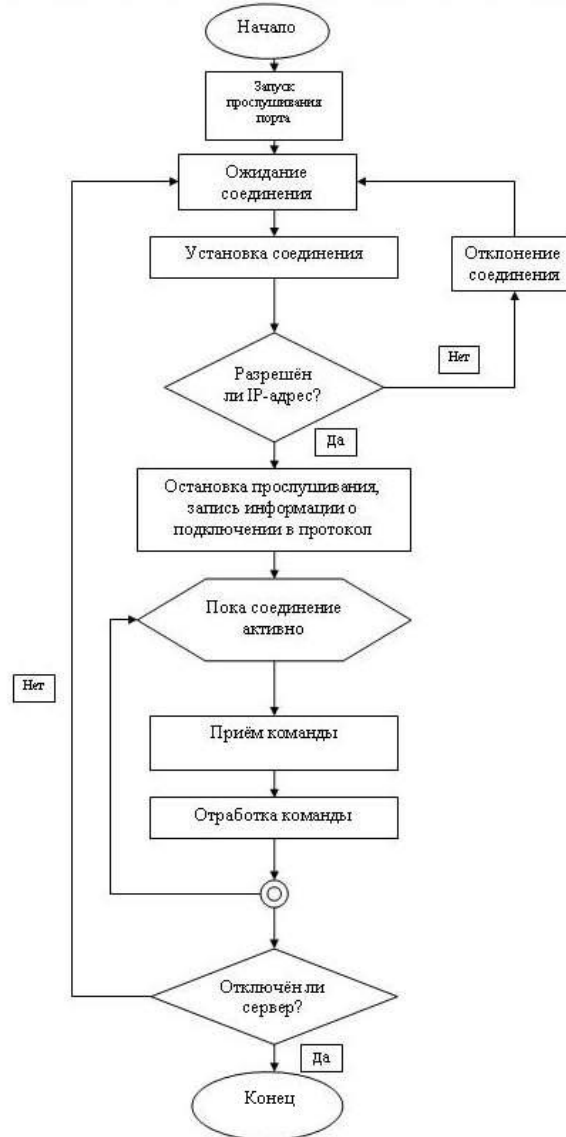 Начало
Запуск
прослушивания
порта
Ожидание
соединения
Установка соединения
Отклонение
соединения
Разрешён
ли IP-адрес?
Нет
Да
Остановка прослушивания,
запись информации о
подключении в протокол
Пока соединение
активно
Нет
Приём команды
Отработка команды
Отключён ли
сервер?
Да
Конец